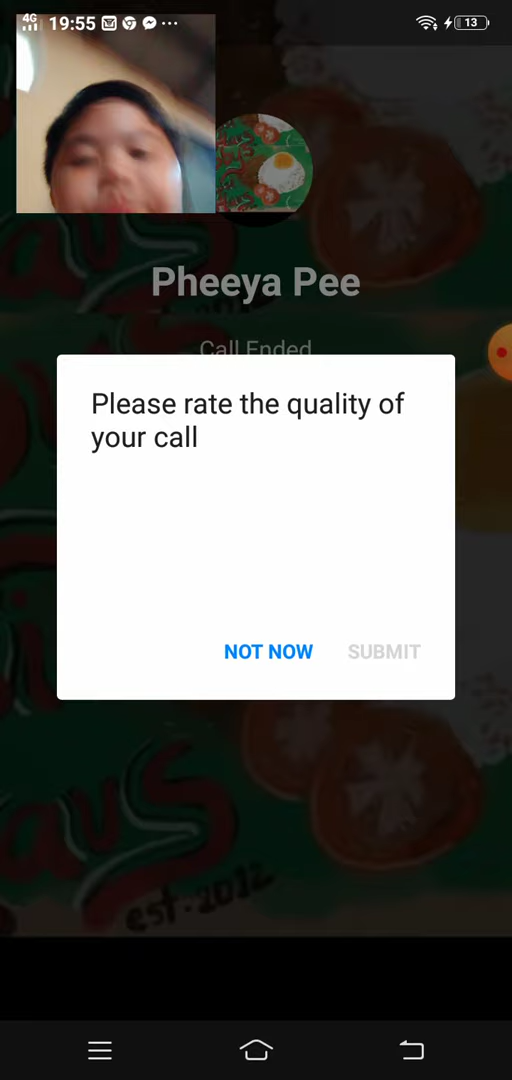 4G 19:55 13
Pheeya Pee
Call Ended
Please rate the quality of
your call
NOT NOW SUBMIT
est. 2012